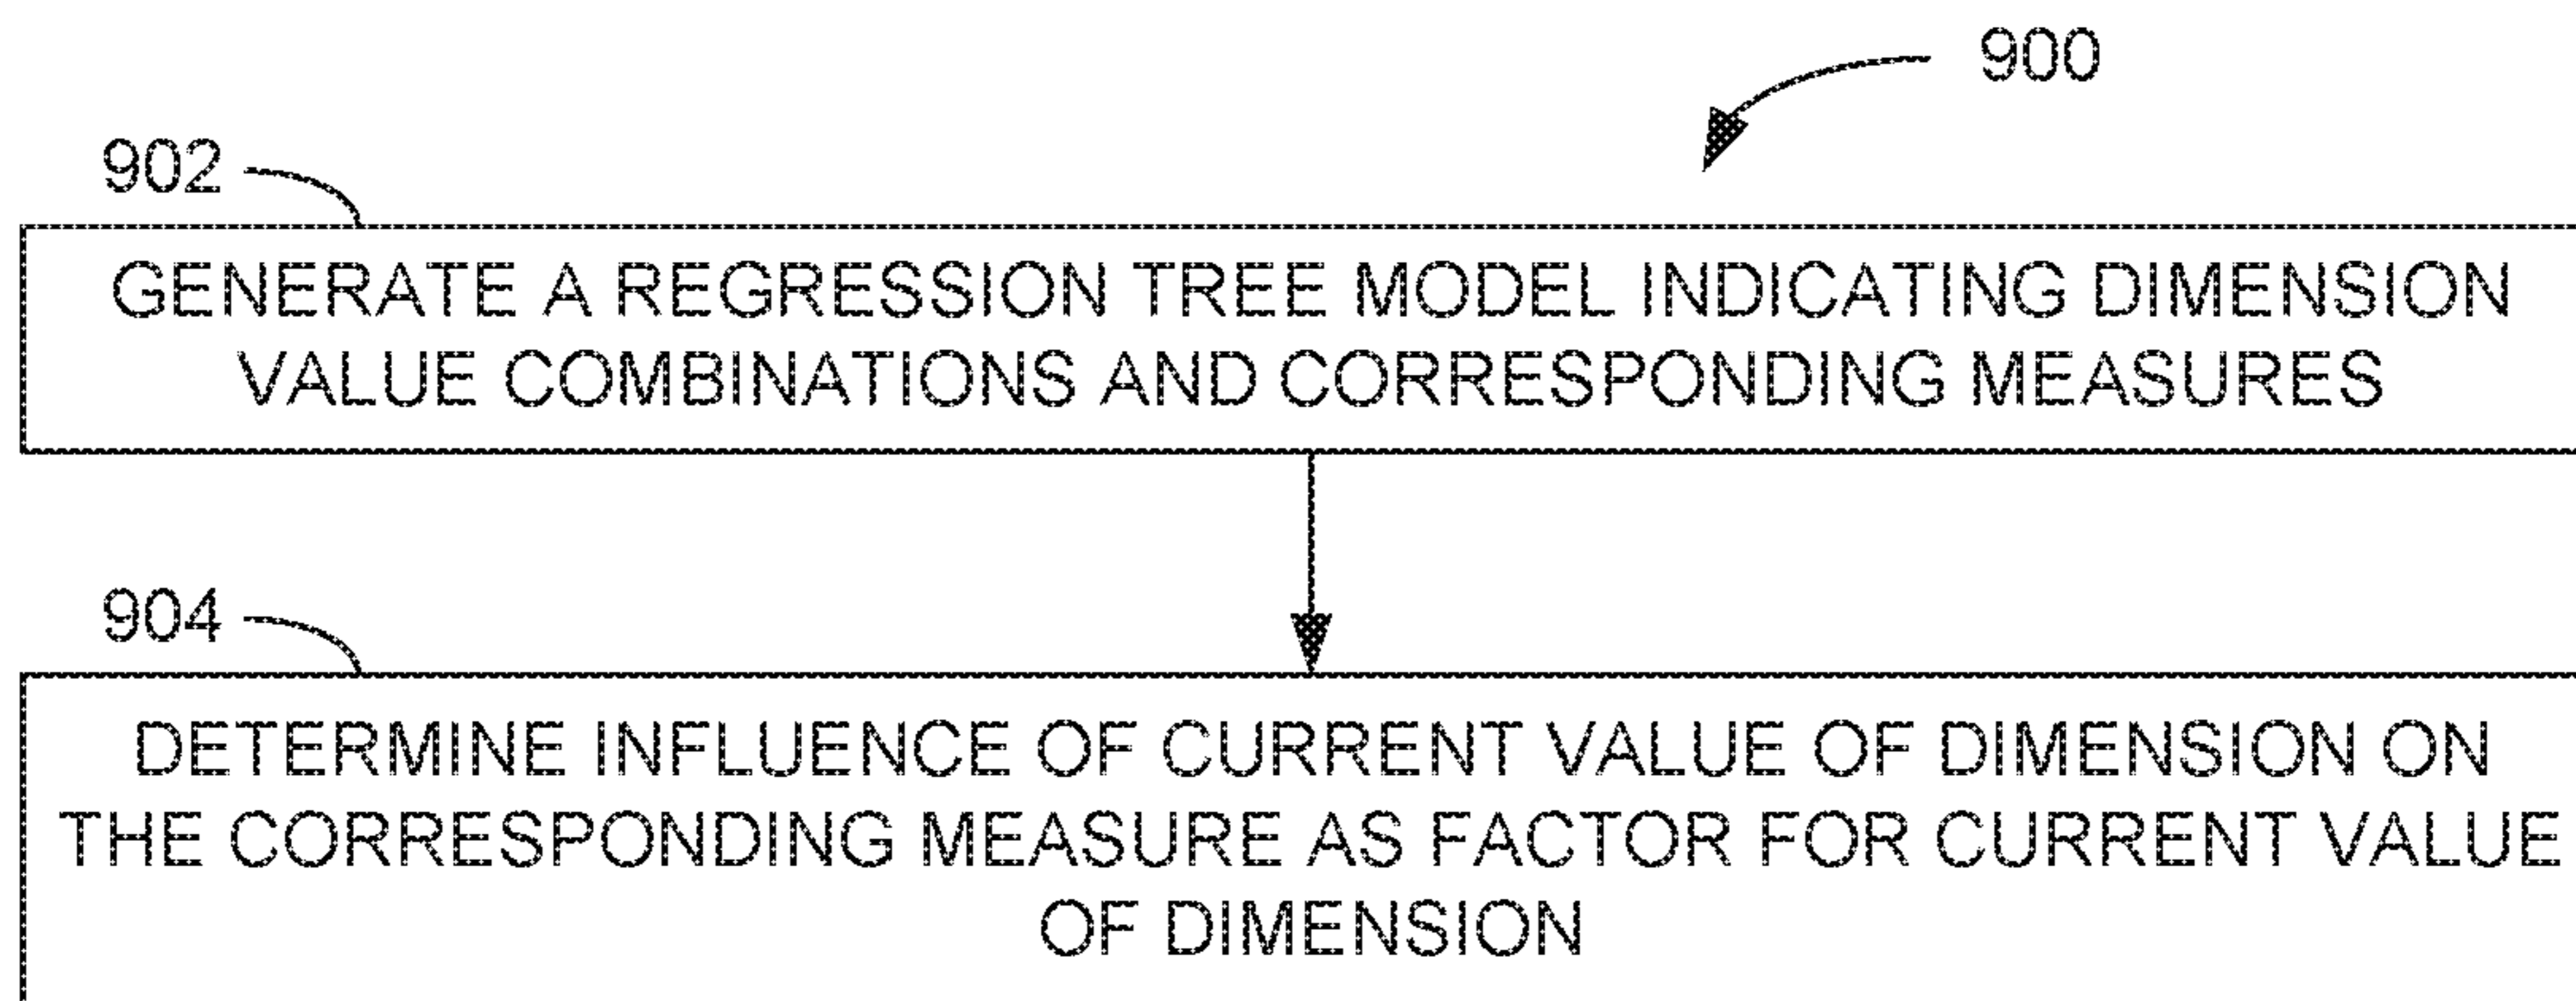 900
902
GENERATE A REGRESSION TREE MODEL INDICATING DIMENSION
VALUE COMBINATIONS AND CORRESPONDING MEASURES
904
DETERMINE INFLUENCE OF CURRENT VALUE OF DIMENSION ON
THE CORRESPONDING MEASURE AS FACTOR FOR CURRENT VALUE
OF DIMENSION